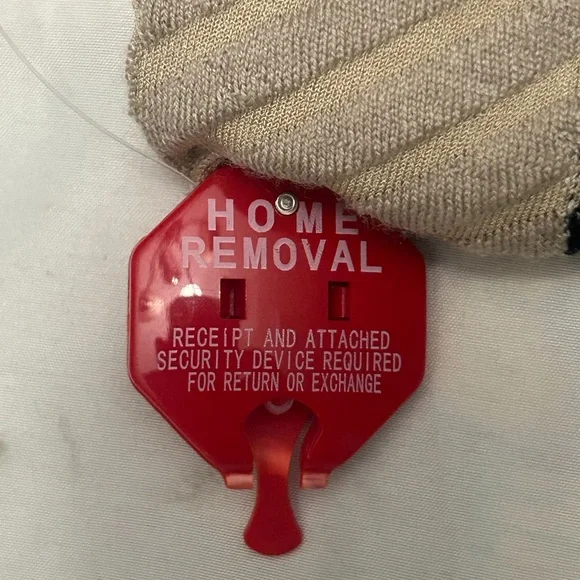 HOME
REMOVAL
RECEIPT AND ATTACHED
SECURITY DEVICE REQUIRED
FOR RETURN OR EXCHANGE